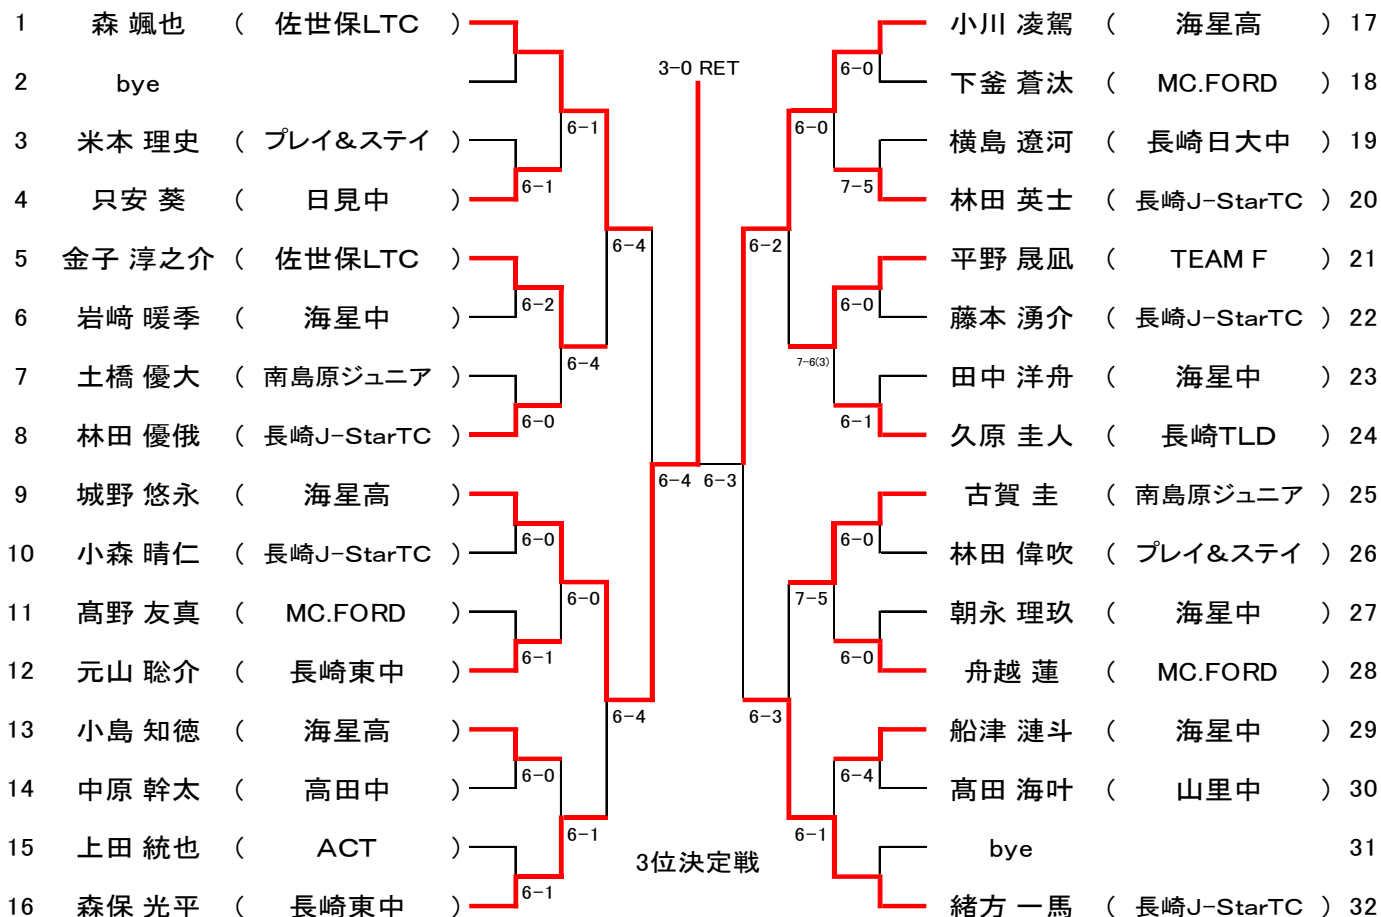 1 森 颯也 ( 佐世保LTC ) 小川 凌駕 ( 海星高 ) 17
3-0 RET 6-0
2 bye 下釜 蒼汰 ( MC.FORD ) 18
6-1 6-0
3 米本 理史 ( プレイ&ステイ ) 横島 遼河 ( 長崎日大中 ) 19
6-1 7-5
4 只安 葵 ( 日見中 ) 林田 英士 ( 長崎J-StarTC ) 20
6-4 6-2
5 金子 淳之介 ( 佐世保LTC ) 平野 晟凪 ( TEAM F ) 21
6-2 6-0
6 岩﨑 暖季 ( 海星中 ) 藤本 湧介 ( 長崎J-StarTC ) 22
6-4 7-6(3)
7 土橋 優大 ( 南島原ジュニア ) 田中 洋舟 ( 海星中 ) 23
6-0 6-1
8 林田 優俄 ( 長崎J-StarTC ) 久原 圭人 ( 長崎TLD ) 24
6-4 6-3
9 城野 悠永 ( 海星高 ) 古賀 圭 ( 南島原ジュニア ) 25
6-0 6-0
10 小森 晴仁 ( 長崎J-StarTC ) 林田 偉吹 ( プレイ&ステイ ) 26
6-0 7-5
11 髙野 友真 ( MC.FORD ) 朝永 理玖 ( 海星中 ) 27
6-1 6-0
12 元山 聡介 ( 長崎東中 ) 舟越 蓮 ( MC.FORD ) 28
6-4 6-3
13 小島 知徳 ( 海星高 ) 船津 漣斗 ( 海星中 ) 29
6-0 6-4
14 中原 幹太 ( 高田中 ) 髙田 海叶 ( 山里中 ) 30
6-1 6-1
15 上田 統也 ( ACT ) bye 31
3位決定戦
6-1
16 森保 光平 ( 長崎東中 ) 緒方 一馬 ( 長崎J-StarTC ) 32